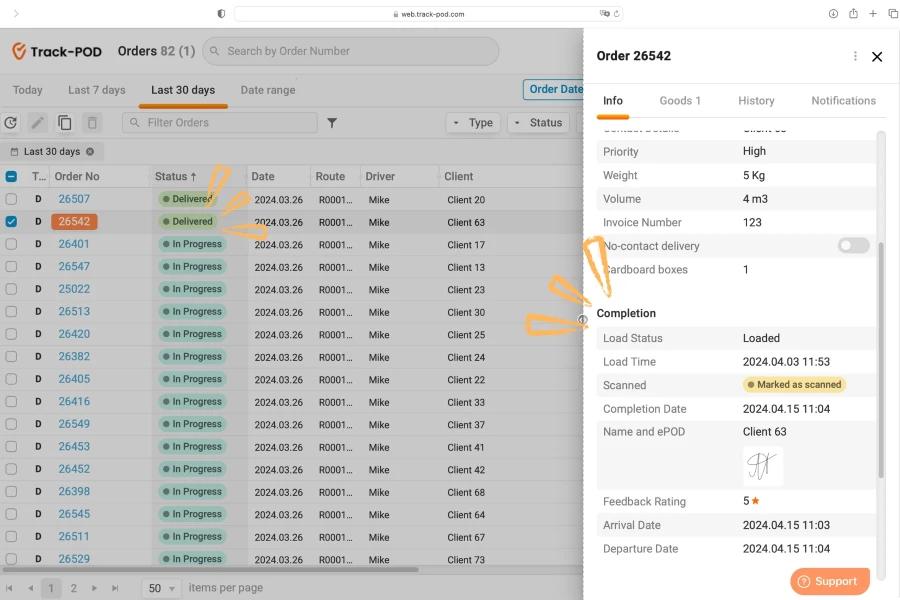 web.track-pod.com
Track-POD
Orders 82 (1)
Search by Order Number
Today
Last 7 days
Last 30 days
Date range
Order Date
Filter Orders
Type
Status
Last 30 days
T... Order No Status ↑ Date Route Driver Client
D 26507 Delivered 2024.03.26 R0001... Mike Client 20
D 26542 Delivered 2024.03.26 R0001... Mike Client 63
D 26401 In Progress 2024.03.26 R0001... Mike Client 17
D 26547 In Progress 2024.03.26 R0001... Mike Client 13
D 25022 In Progress 2024.03.26 R0001... Mike Client 23
D 26513 In Progress 2024.03.26 R0001... Mike Client 30
D 26420 In Progress 2024.03.26 R0001... Mike Client 25
D 26382 In Progress 2024.03.26 R0001... Mike Client 24
D 26405 In Progress 2024.03.26 R0001... Mike Client 22
D 26416 In Progress 2024.03.26 R0001... Mike Client 33
D 26549 In Progress 2024.03.26 R0001... Mike Client 37
D 26453 In Progress 2024.03.26 R0001... Mike Client 41
D 26452 In Progress 2024.03.26 R0001... Mike Client 42
D 26398 In Progress 2024.03.26 R0001... Mike Client 68
D 26545 In Progress 2024.03.26 R0001... Mike Client 64
D 26511 In Progress 2024.03.26 R0001... Mike Client 67
D 26529 In Progress 2024.03.26 R0001... Mike Client 73
1 2 50 items per page
Order 26542
Info Goods 1 History Notifications
Contact Details Client 63
Priority High
Weight 5 Kg
Volume 4 m3
Invoice Number 123
No-contact delivery
Cardboard boxes 1
Completion
Load Status Loaded
Load Time 2024.04.03 11:53
Scanned Marked as scanned
Completion Date 2024.04.15 11:04
Name and ePOD Client 63
Feedback Rating 5★
Arrival Date 2024.04.15 11:03
Departure Date 2024.04.15 11:04
Support